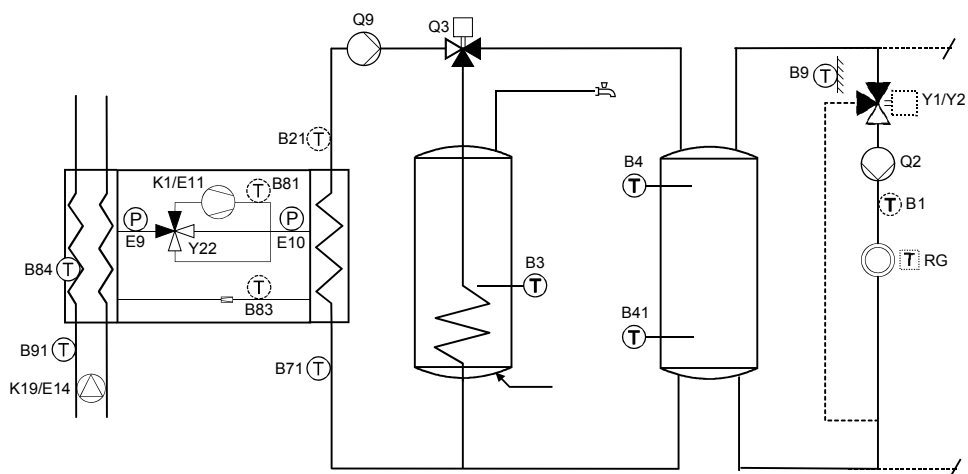 Q9
Q3
B9
T
Y1/Y2
B21
T
K1/E11
T
B81
B4
T
Q2
P
P
T
B1
E9
Y22
E10
B84
T
T
B83
B3
T
T
RG
B41
T
B91
T
B71
T
K19/E14